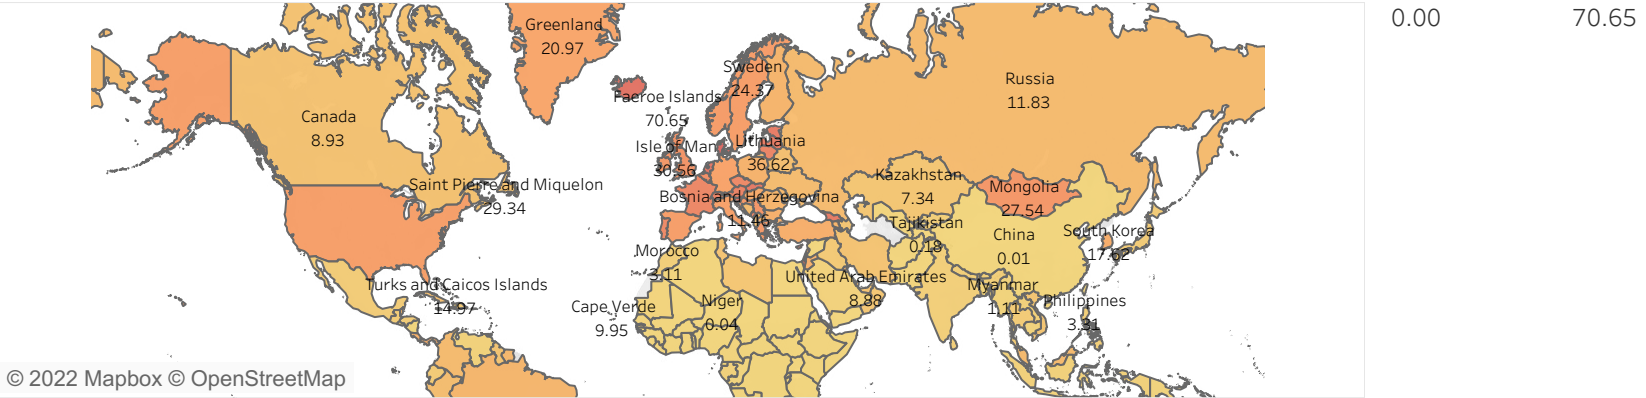 0.00 70.65
Greenland
20.97
Sweden
24.37
Russia
11.83
Faeroe Islands
70.65
Canada
8.93
Isle of Man
30.56
Lithuania
36.62
Kazakhstan
7.34
Mongolia
27.54
Saint Pierre and Miquelon
29.34
Bosnia and Herzegovina
11.46
Tajikistan
0.18
China
0.01
South Korea
17.62
Morocco
3.11
Turks and Caicos Islands
14.97
United Arab Emirates
8.88
Myanmar
1.11
Cape Verde
9.95
Niger
0.04
Philippines
3.31
© 2022 Mapbox © OpenStreetMap